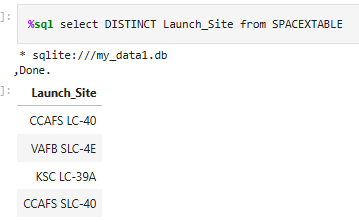 ]:
%sql select DISTINCT Launch_Site from SPACEXTABLE
* sqlite:///my_data1.db
,Done.
]:
Launch_Site
CCAFS LC-40
VAFB SLC-4E
KSC LC-39A
CCAFS SLC-40